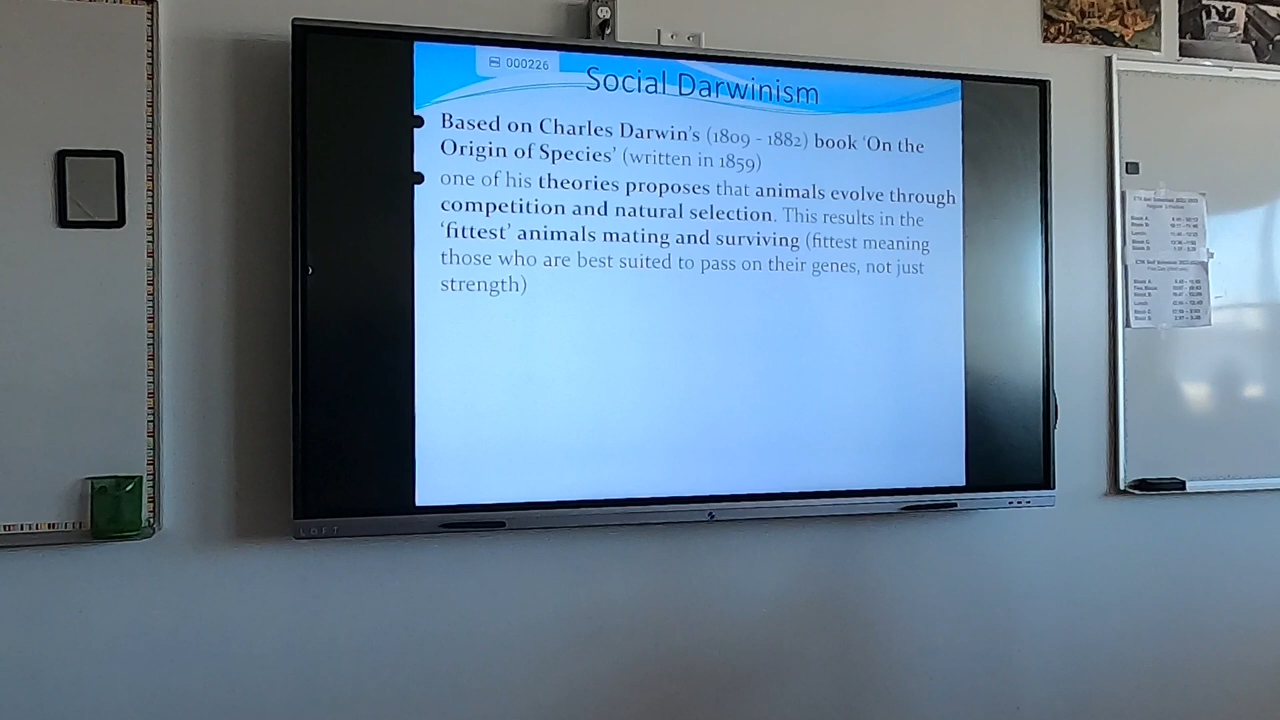 000226
Social Darwinism
Based on Charles Darwin's (1809 - 1882) book 'On the
Origin of Species' (written in 1859)
one of his theories proposes that animals evolve through
competition and natural selection. This results in the
'fittest' animals mating and surviving (fittest meaning
those who are best suited to pass on their genes, not just
strength)
LOFT